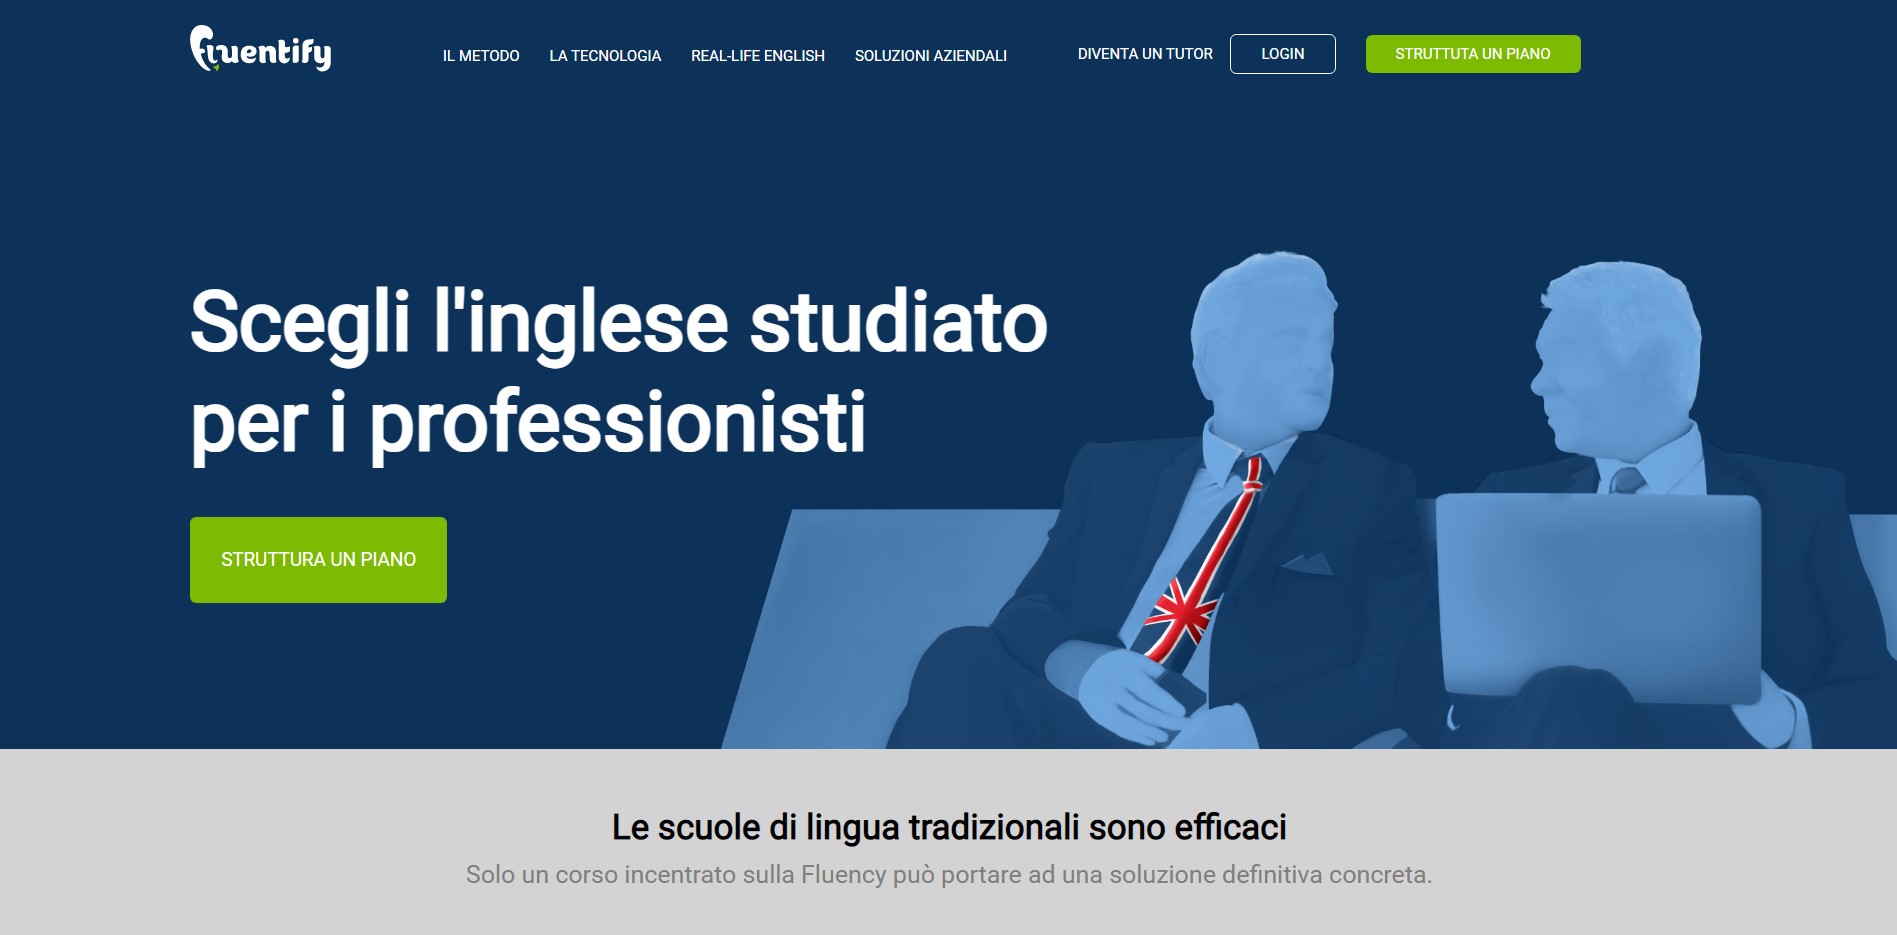 fluentify
IL METODO LA TECNOLOGIA REAL-LIFE ENGLISH SOLUZIONI AZIENDALI DIVENTA UN TUTOR LOGIN STRUTTUTA UN PIANO
Scegli l'inglese studiato
per i professionisti
STRUTTURA UN PIANO
Le scuole di lingua tradizionali sono efficaci
Solo un corso incentrato sulla Fluency può portare ad una soluzione definitiva concreta.